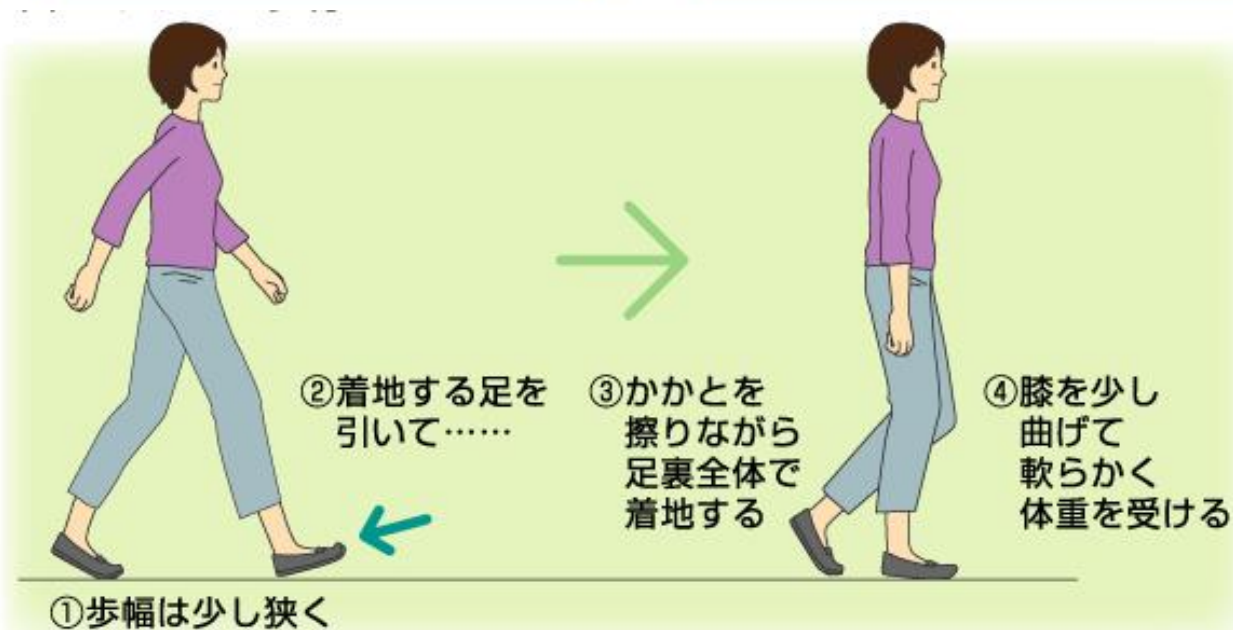 ②着地する足を
引いて……
③かかとを
擦りながら
足裏全体で
着地する
④膝を少し
曲げて
軟らかく
体重を受ける
①歩幅は少し狭く